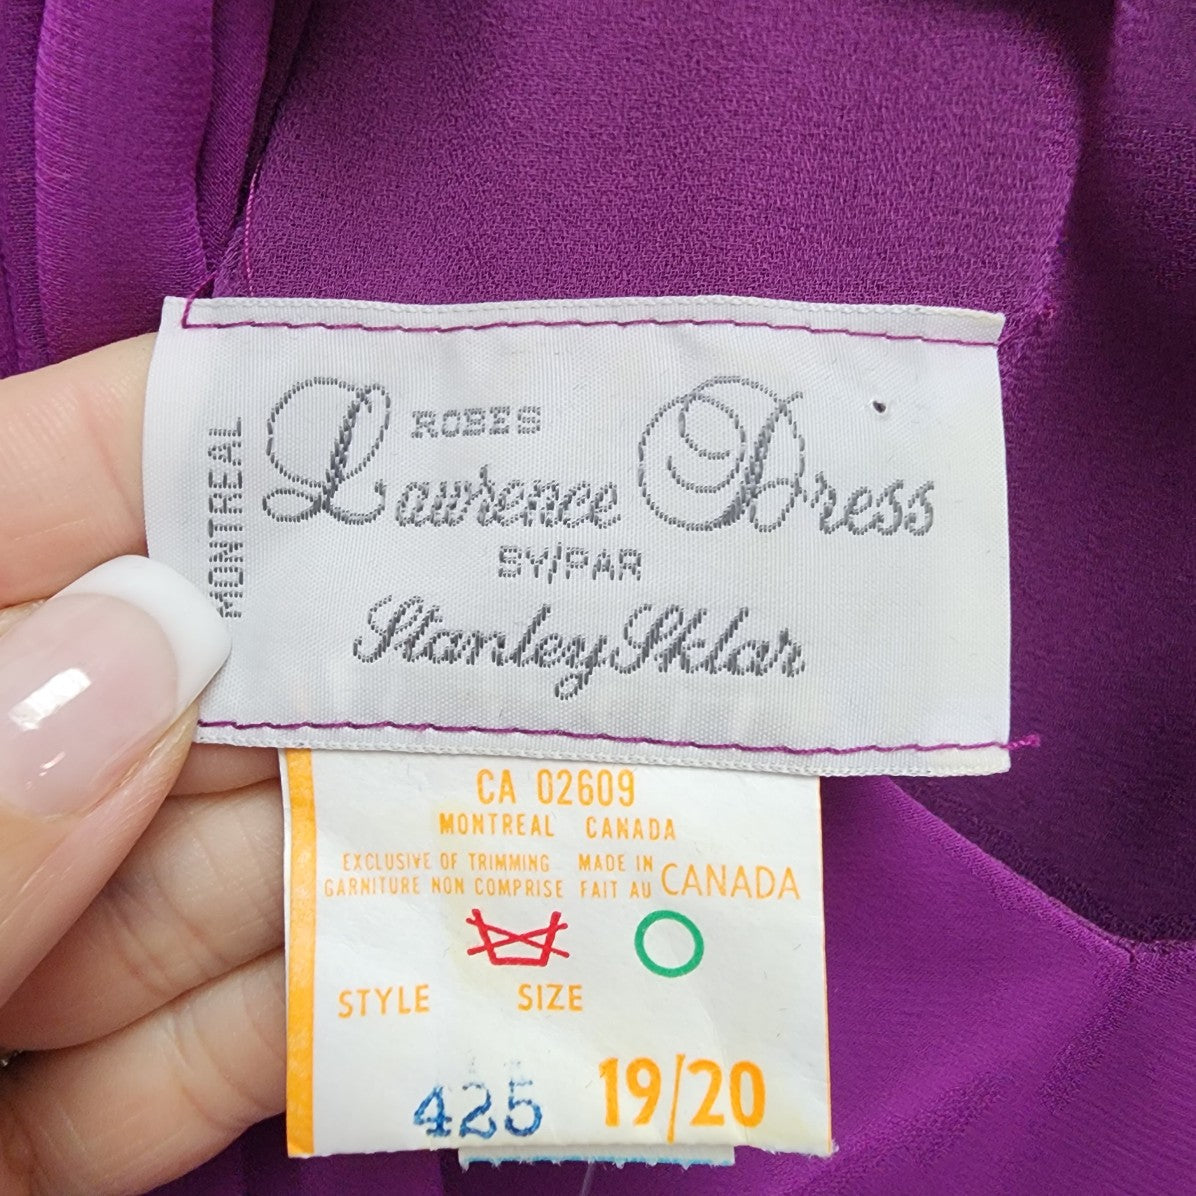 MONTREAL
ROBES
Lawrence Dress
BY/PAR
Stanley Sklar
CA 02609
MONTREAL CANADA
EXCLUSIVE OF TRIMMING MADE IN CANADA
GARNITURE NON COMPRISE FAIT AU
STYLE SIZE
425 19/20